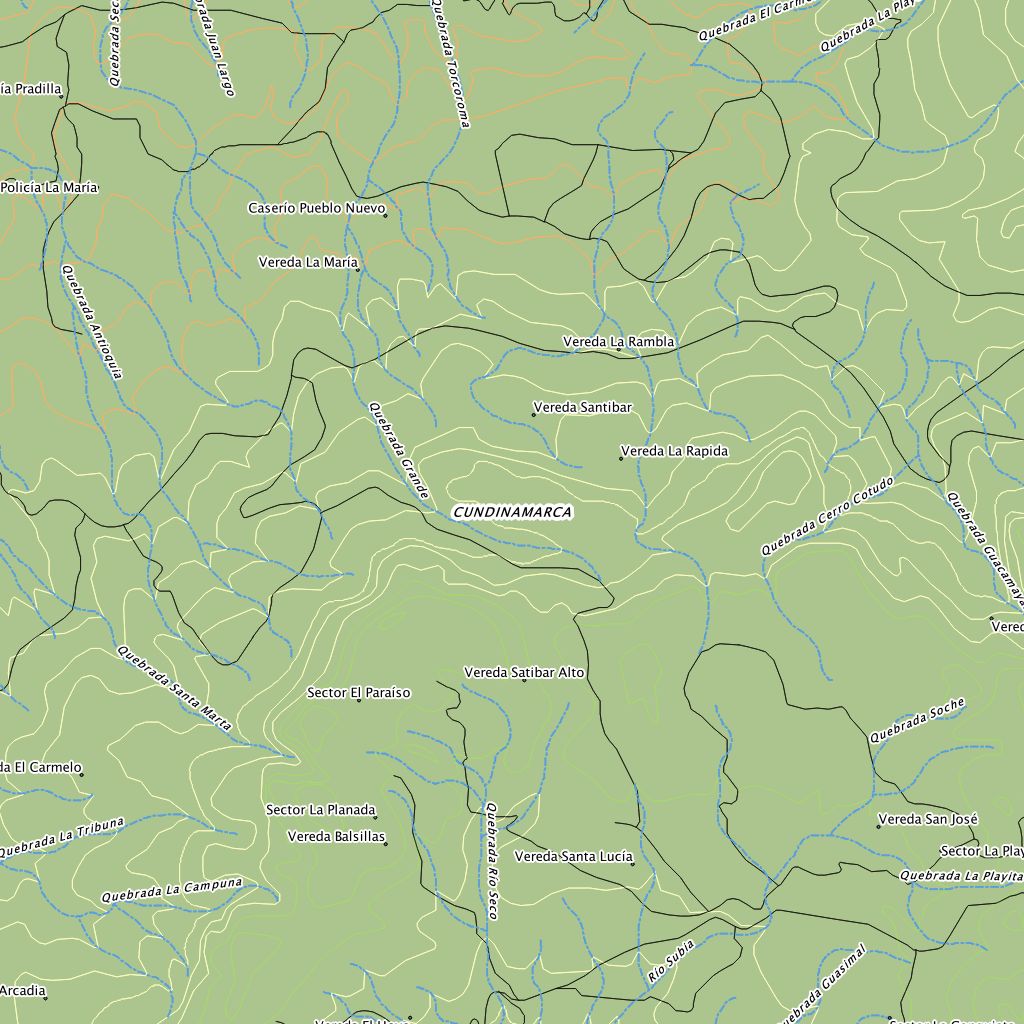 Quebrada Juan Largo
Quebrada Torcoroma
Quebrada El Carm
Quebrada La Play
Quebrada Sec
ía Pradilla
Policía La María
Caserío Pueblo Nuevo
Vereda La María
Quebrada Antioquia
Vereda La Rambla
Vereda Santibar
Quebrada Grande
Vereda La Rapida
CUNDINAMARCA
Quebrada Cerro Cotudo
Quebrada Guacamaya
Vered
Quebrada Santa Marta
Vereda Satibar Alto
Sector El Paraíso
Quebrada Soche
da El Carmelo
Sector La Planada
Quebrada La Tribuna
Vereda Balsillas
Quebrada Río Seco
Vereda San José
Vereda Santa Lucía
Sector La Play
Quebrada La Playita
Quebrada La Campuna
Río Subia
Quebrada Guasimal
Arcadia